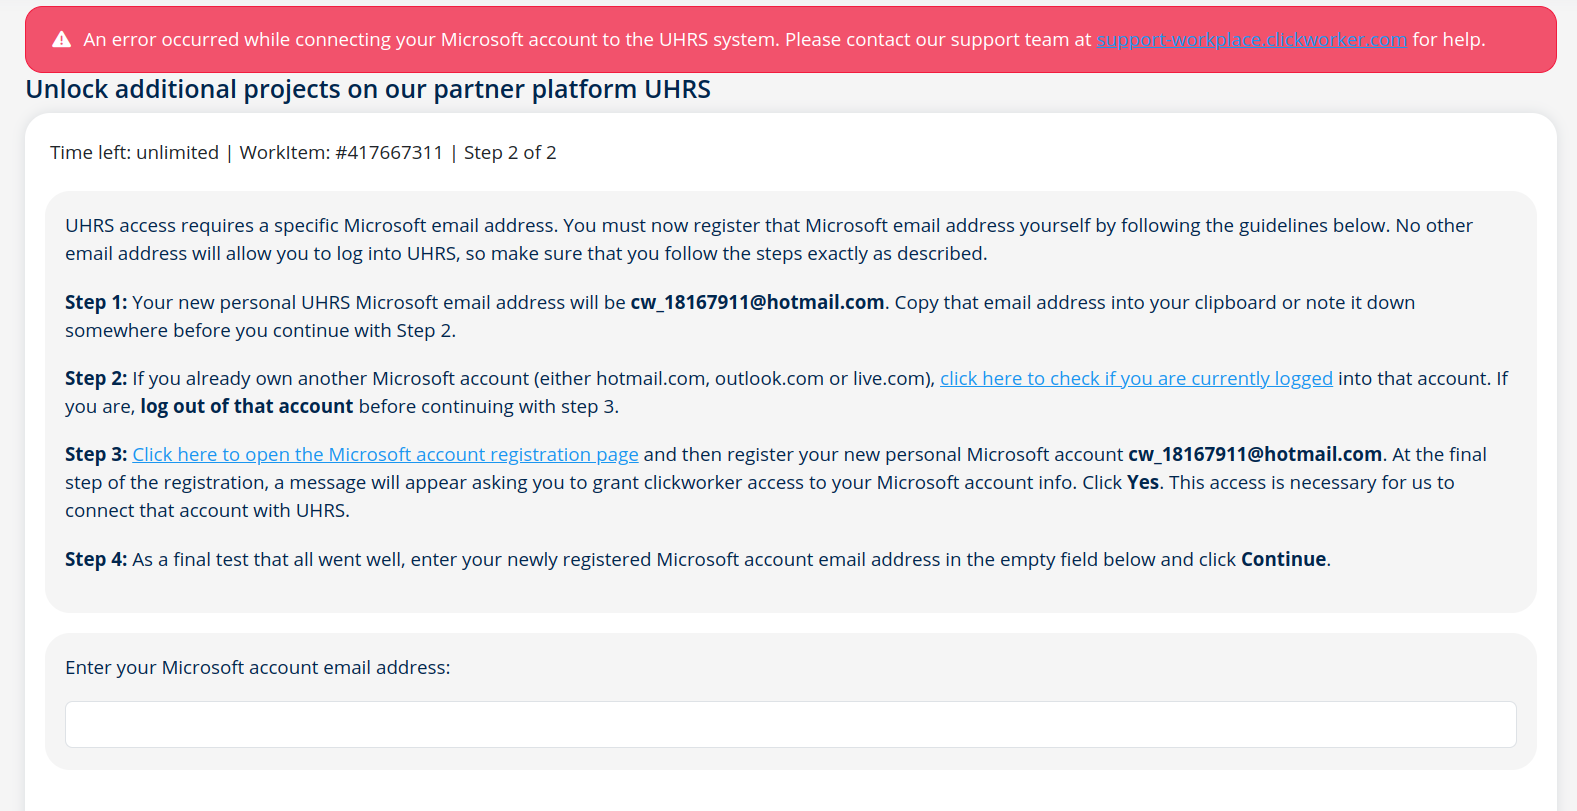 An error occurred while connecting your Microsoft account to the UHRS system. Please contact our support team at support-workplace.clickworker.com for help.
Unlock additional projects on our partner platform UHRS
Time left: unlimited | WorkItem: #417667311 | Step 2 of 2
UHRS access requires a specific Microsoft email address. You must now register that Microsoft email address yourself by following the guidelines below. No other
email address will allow you to log into UHRS, so make sure that you follow the steps exactly as described.
Step 1: Your new personal UHRS Microsoft email address will be cw_18167911@hotmail.com. Copy that email address into your clipboard or note it down
somewhere before you continue with Step 2.
Step 2: If you already own another Microsoft account (either hotmail.com, outlook.com or live.com), click here to check if you are currently logged into that account. If
you are, log out of that account before continuing with step 3.
Step 3: Click here to open the Microsoft account registration page and then register your new personal Microsoft account cw_18167911@hotmail.com. At the final
step of the registration, a message will appear asking you to grant clickworker access to your Microsoft account info. Click Yes. This access is necessary for us to
connect that account with UHRS.
Step 4: As a final test that all went well, enter your newly registered Microsoft account email address in the empty field below and click Continue.
Enter your Microsoft account email address: